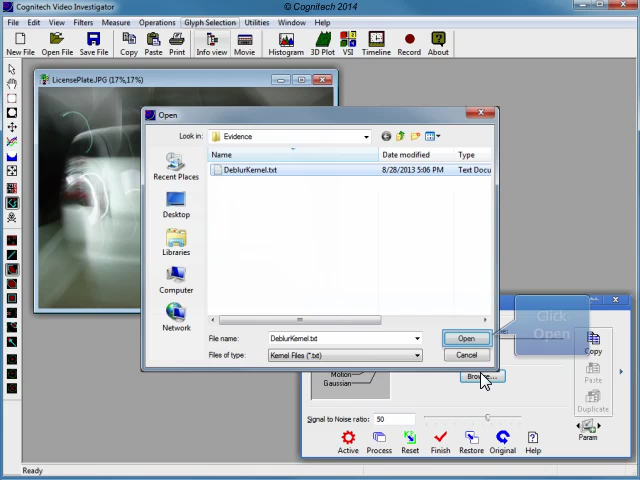 Cognitech Video Investigator
© Cognitech 2014
File Edit View Filters Measure Operations Glyph Selection Utilities Window Help
New File Open File Save File Copy Paste Print Info view Movie Histogram 3D Plot VSI Timeline Record About
LicensePlate.JPG (17%,17%)
Open
Look in: Evidence
Name Date modified Type
DeblurKernel.txt 8/28/2013 5:06 PM Text Docu
Recent Places
Desktop
Libraries
Computer
Network
File name: DeblurKernel.txt Open
Files of type: Kernel Files (*.txt) Cancel
Click
Open
Copy
Paste
Duplicate
Param
Motion
Gaussian
Browse...
Signal to Noise ratio: 50
Active Process Reset Finish Restore Original Help
Ready